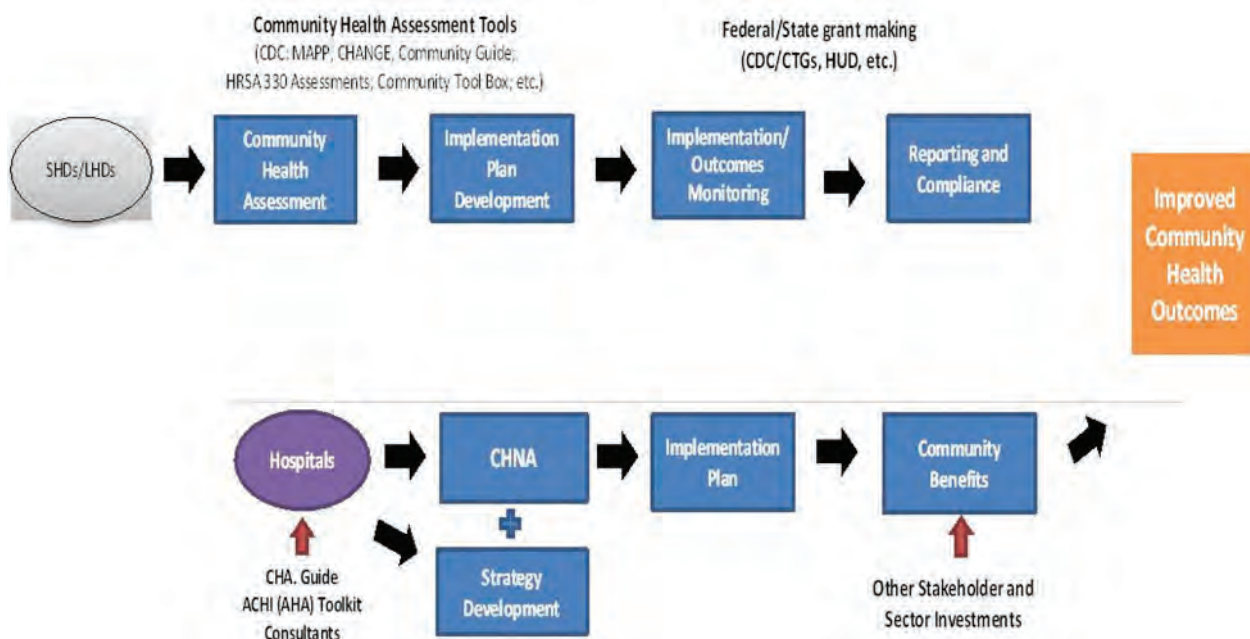 Community Health Assessment Tools
(CDC: MAPP, CHANGE, Community Guide;
HRSA 330 Assessments; Community Tool Box; etc.)
Federal/State grant making
(CDC/CTGs, HUD, etc.)
SHDs/LHDs
Community
Health
Assessment
Implementation
Plan
Development
Implementation/
Outcomes
Monitoring
Reporting and
Compliance
Improved
Community
Health
Outcomes
Hospitals
CHNA
Implementation
Plan
Community
Benefits
CHA. Guide
ACHI (AHA) Toolkit
Consultants
Strategy
Development
Other Stakeholder and
Sector Investments